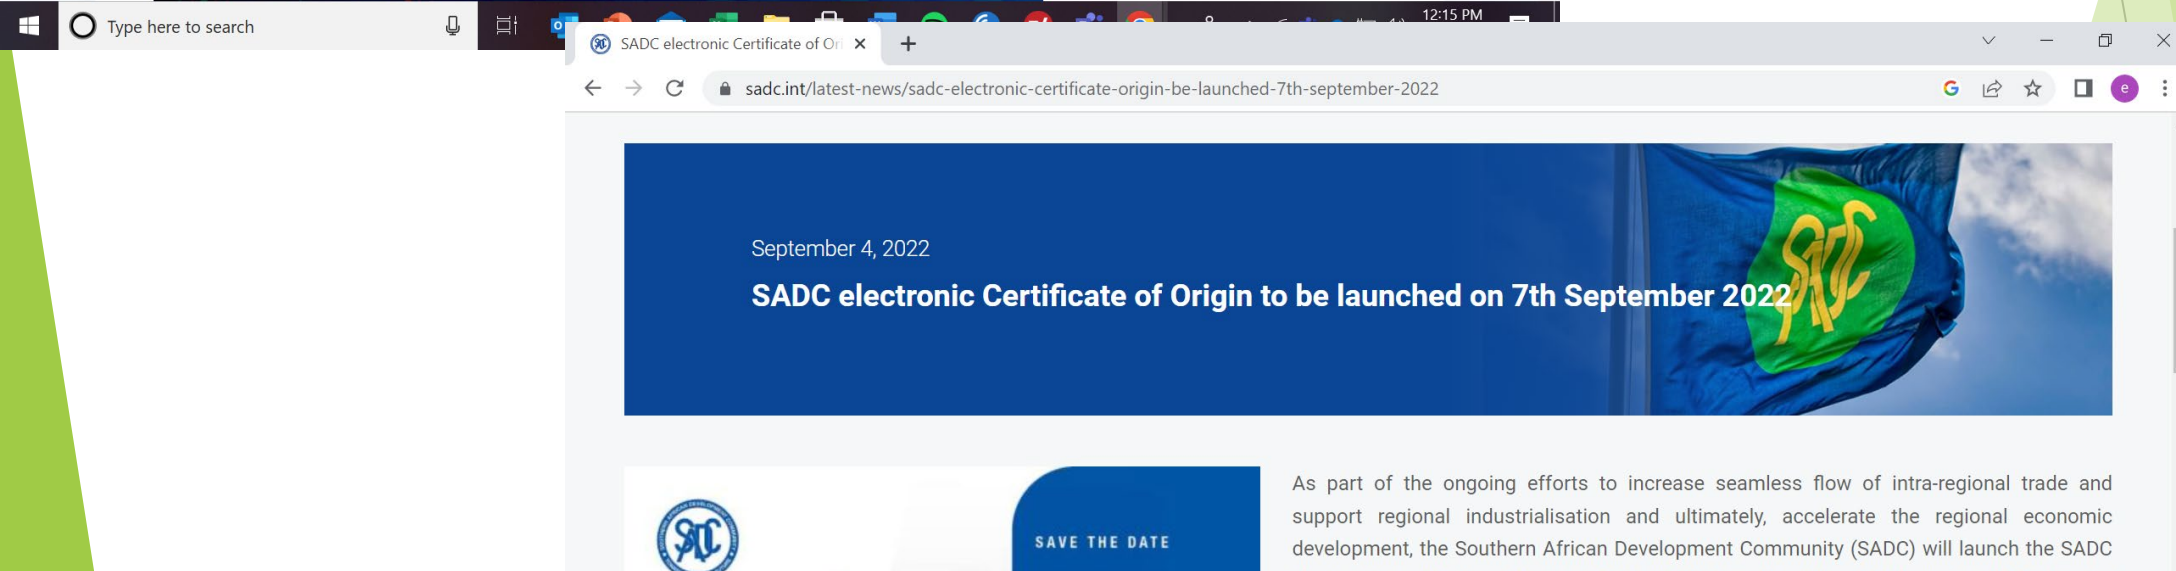 12:15 PM
Type here to search
SADC electronic Certificate of Ori
sadc.int/latest-news/sadc-electronic-certificate-origin-be-launched-7th-september-2022
e
September 4, 2022
SADC electronic Certificate of Origin to be launched on 7th September 2022
SADC
As part of the ongoing efforts to increase seamless flow of intra-regional trade and
support regional industrialisation and ultimately, accelerate the regional economic
development, the Southern African Development Community (SADC) will launch the SADC
SADC
SAVE THE DATE